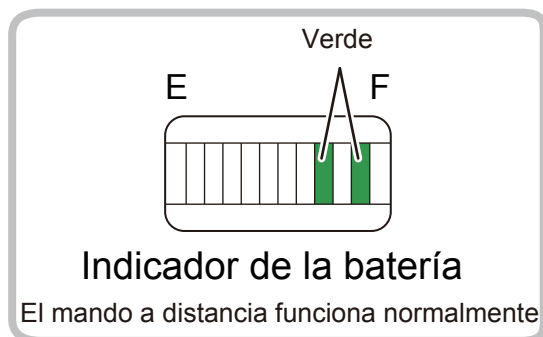 Verde
E F
Indicador de la batería
El mando a distancia funciona normalmente